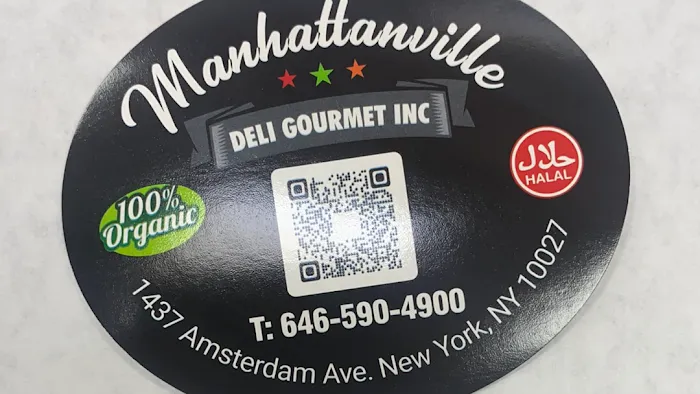 Manhattanville
DELI GOURMET INC
حلال
HALAL
100%
Organic
T: 646-590-4900
1437 Amsterdam Ave. New York, NY 10027